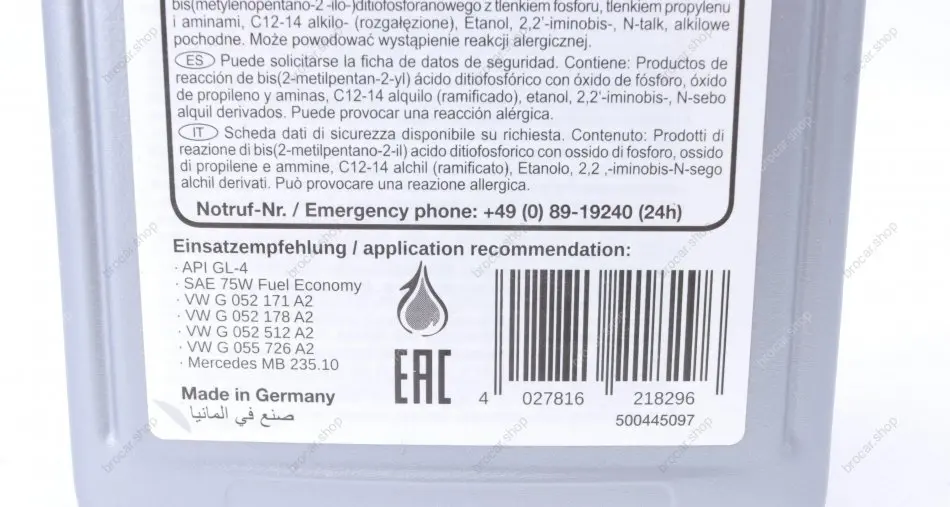 bis(metylenopentano-2 -ilo-)ditiofosforanowego z tlenkiem fosforu, tlenkiem propylenu
i aminami, C12-14 alkilo- (rozgałęzione), Etanol, 2,2'-iminobis-, N-talk, alkilowe
pochodne. Może powodować wystąpienie reakcji alergicznej.
ES Puede solicitarse la ficha de datos de seguridad. Contiene: Productos de
reacción de bis(2-metilpentan-2-yl) ácido ditiofosfórico con óxido de fósforo, óxido
de propileno y aminas, C12-14 alquilo (ramificado), etanol, 2,2'-iminobis-, N-sebo
alquil derivados. Puede provocar una reacción alérgica.
IT Scheda dati di sicurezza disponibile su richiesta. Contenuto: Prodotti di
reazione di bis(2-metilpentan-2-il) acido ditiofosforico con ossido di fosforo, ossido
di propilene e ammine, C12-14 alchil (ramificato), Etanolo, 2,2 ,-iminobis-N-sego
alchil derivati. Può provocare una reazione allergica.
Notruf-Nr. / Emergency phone: +49 (0) 89-19240 (24h)
Einsatzempfehlung / application recommendation:
· API GL-4
· SAE 75W Fuel Economy
· VW G 052 171 A2
· VW G 052 178 A2
· VW G 052 512 A2
· VW G 055 726 A2
· Mercedes MB 235.10
EAC
4 027816 218296
500445097
Made in Germany
صنع في المانيا
brocar.shop